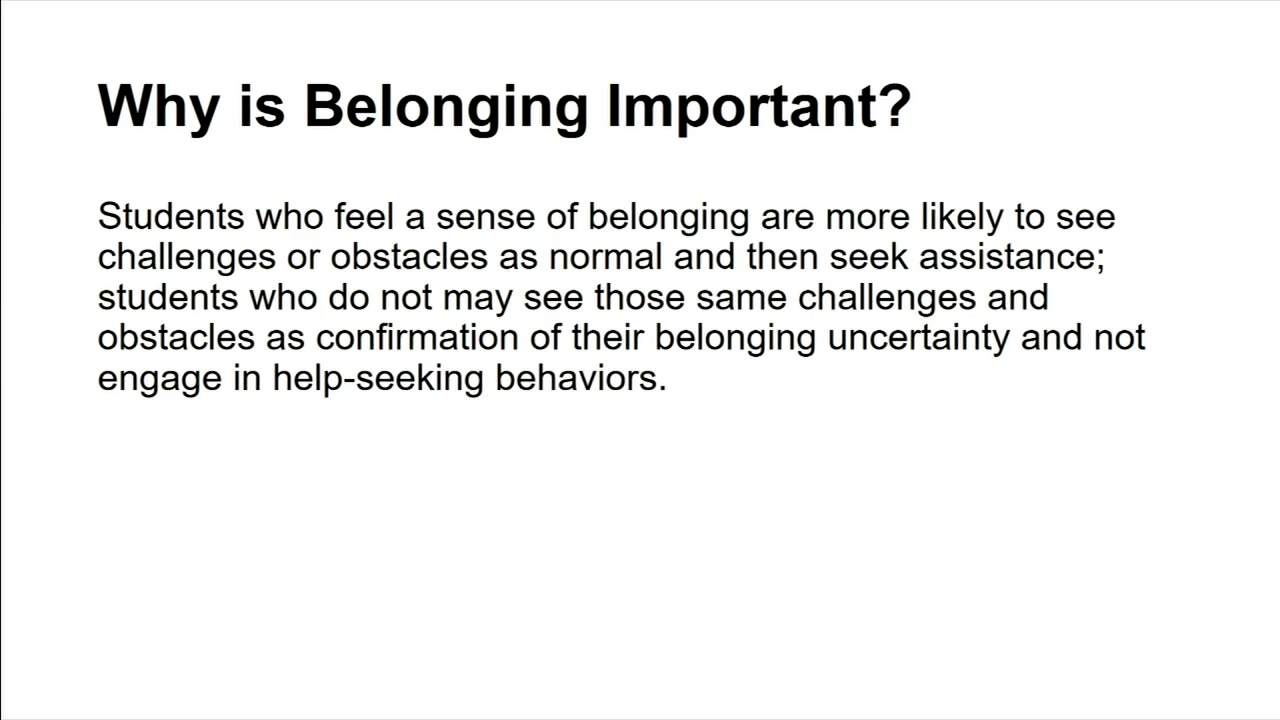 Why is Belonging Important?
Students who feel a sense of belonging are more likely to see
challenges or obstacles as normal and then seek assistance;
students who do not may see those same challenges and
obstacles as confirmation of their belonging uncertainty and not
engage in help-seeking behaviors.